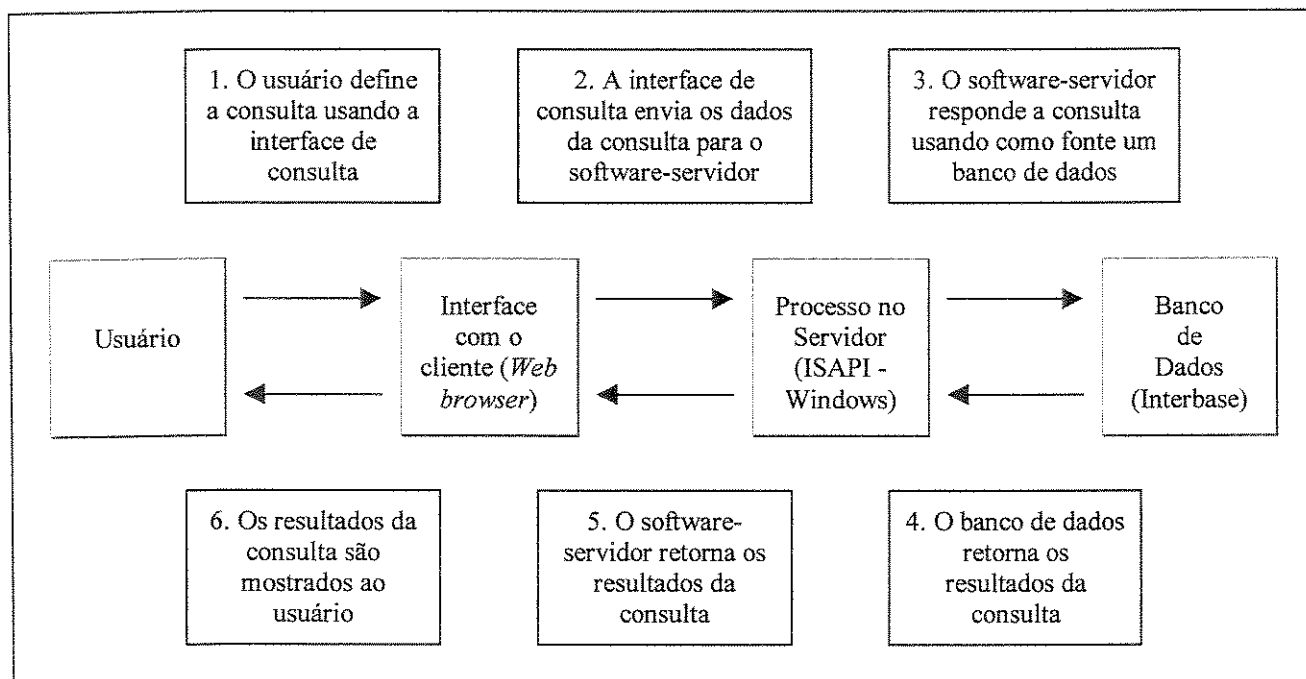 1. O usuário define
a consulta usando a
interface de
consulta
2. A interface de
consulta envia os dados
da consulta para o
software-servidor
3. O software-servidor
responde a consulta
usando como fonte um
banco de dados
Usuário
Interface
com o
cliente (Web
browser)
Processo no
Servidor
(ISAPI -
Windows)
Banco
de
Dados
(Interbase)
6. Os resultados da
consulta são
mostrados ao
usuário
5. O software-
servidor retorna os
resultados da
consulta
4. O banco de dados
retorna os
resultados da
consulta